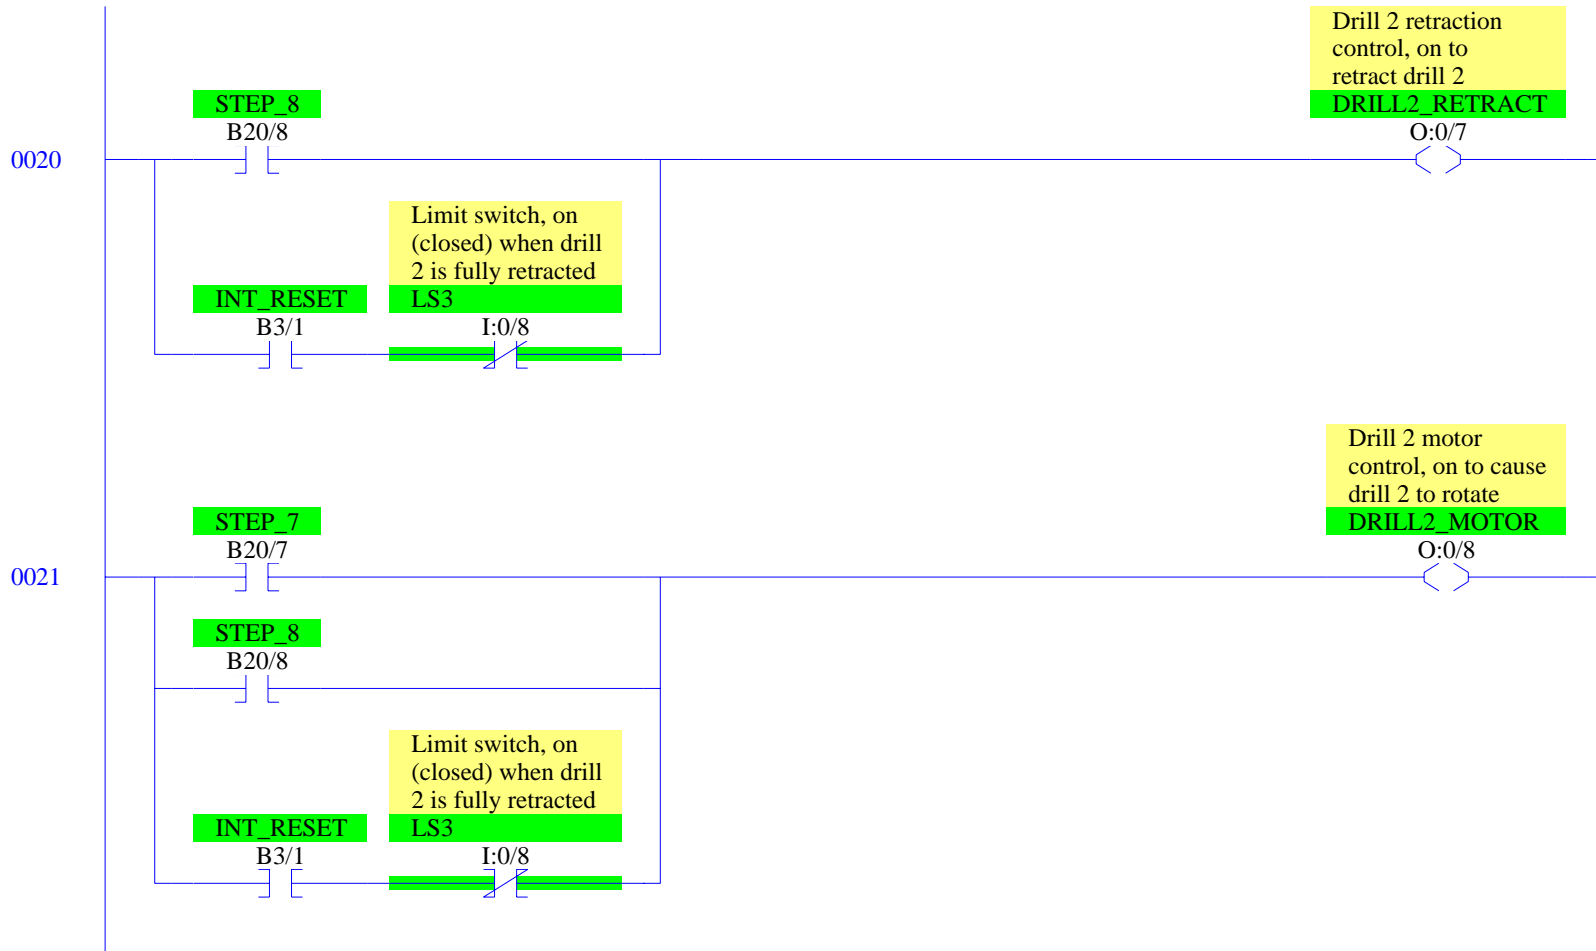 Drill 2 retraction
control, on to
retract drill 2
DRILL2_RETRACT
O:0/7
STEP_8
B20/8
0020
Limit switch, on
(closed) when drill
2 is fully retracted
INT_RESET
LS3
B3/1
I:0/8
Drill 2 motor
control, on to cause
drill 2 to rotate
DRILL2_MOTOR
O:0/8
STEP_7
B20/7
0021
STEP_8
B20/8
Limit switch, on
(closed) when drill
2 is fully retracted
INT_RESET
LS3
B3/1
I:0/8